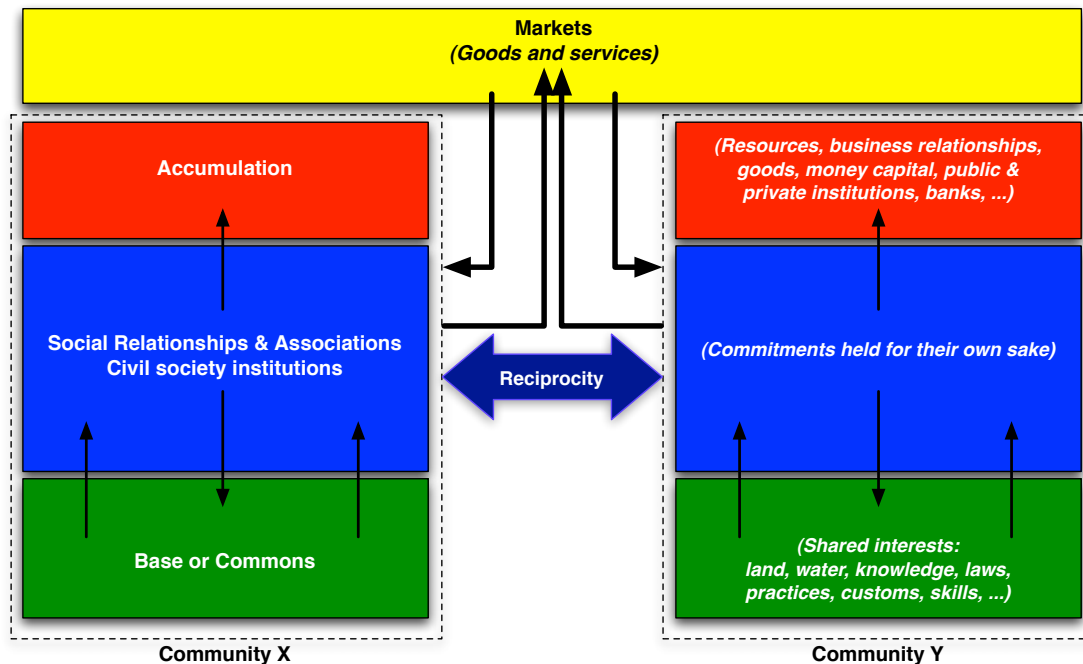 Markets
(Goods and services)
Accumulation
(Resources, business relationships,
goods, money capital, public &
private institutions, banks, ...)
Social Relationships & Associations
Civil society institutions
Reciprocity
(Commitments held for their own sake)
Base or Commons
(Shared interests:
land, water, knowledge, laws,
practices, customs, skills, ...)
Community X
Community Y